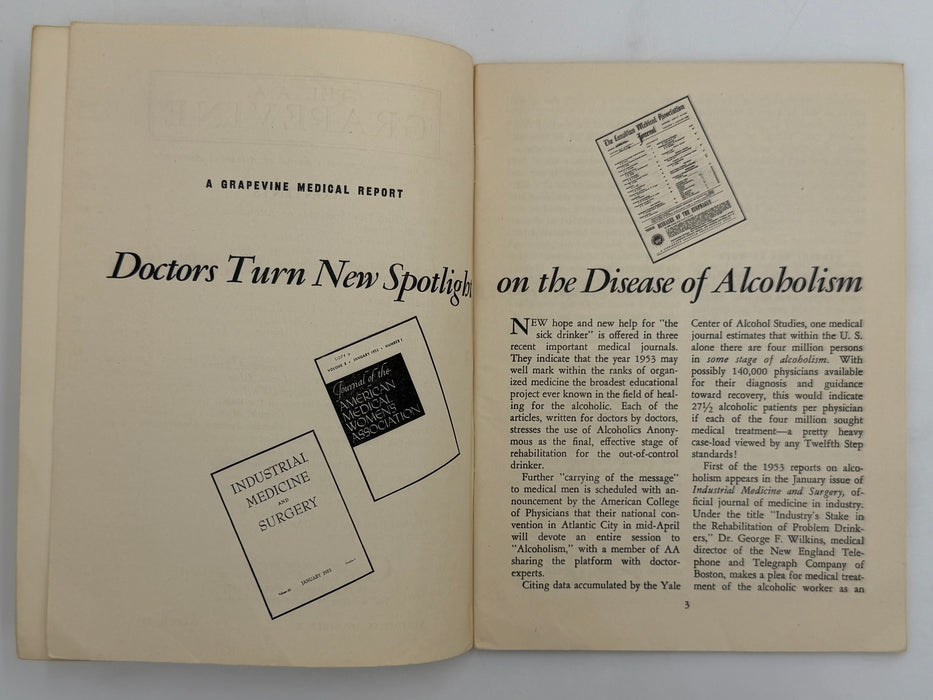 A GRAPEVINE MEDICAL REPORT
Doctors Turn New Spotlight on the Disease of Alcoholism
VOLUME 8 • JANUARY 1953 • NUMBER 1
Journal of the
AMERICAN
MEDICAL
WOMEN'S
ASSOCIATION
INDUSTRIAL
MEDICINE
AND
SURGERY
JANUARY 1953
The Canadian Medical Association
Journal
DISEASES OF THE ESOPHAGUS
NEW hope and new help for "the
sick drinker" is offered in three
recent important medical journals.
They indicate that the year 1953 may
well mark within the ranks of organ-
ized medicine the broadest educational
project ever known in the field of heal-
ing for the alcoholic. Each of the
articles, written for doctors by doctors,
stresses the use of Alcoholics Anony-
mous as the final, effective stage of
rehabilitation for the out-of-control
drinker.
Further "carrying of the message"
to medical men is scheduled with an-
nouncement by the American College
of Physicians that their national con-
vention in Atlantic City in mid-April
will devote an entire session to
"Alcoholism," with a member of AA
sharing the platform with doctor-
experts.
Citing data accumulated by the Yale
Center of Alcohol Studies, one medical
journal estimates that within the U. S.
alone there are four million persons
in some stage of alcoholism. With
possibly 140,000 physicians available
for their diagnosis and guidance
toward recovery, this would indicate
27½ alcoholic patients per physician
if each of the four million sought
medical treatment—a pretty heavy
case-load viewed by any Twelfth Step
standards!
First of the 1953 reports on alco-
holism appears in the January issue of
Industrial Medicine and Surgery, of-
ficial journal of medicine in industry.
Under the title "Industry's Stake in
the Rehabilitation of Problem Drink-
ers," Dr. George F. Wilkins, medical
director of the New England Tele-
phone and Telegraph Company of
Boston, makes a plea for medical treat-
ment of the alcoholic worker as an
3